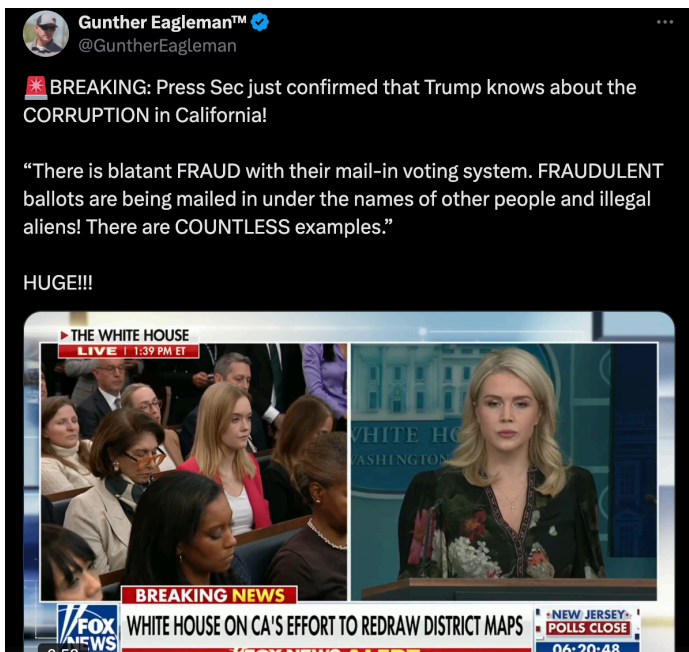 Gunther Eagleman™
@GuntherEagleman
🚨BREAKING: Press Sec just confirmed that Trump knows about the
CORRUPTION in California!
“There is blatant FRAUD with their mail-in voting system. FRAUDULENT
ballots are being mailed in under the names of other people and illegal
aliens! There are COUNTLESS examples.”
HUGE!!!
THE WHITE HOUSE
LIVE | 1:39 PM ET
WHITE HO
WASHINGTON
BREAKING NEWS
FOX
NEWS
WHITE HOUSE ON CA'S EFFORT TO REDRAW DISTRICT MAPS
NEW JERSEY
POLLS CLOSE
06:20:48
FOX NEWS ALERT